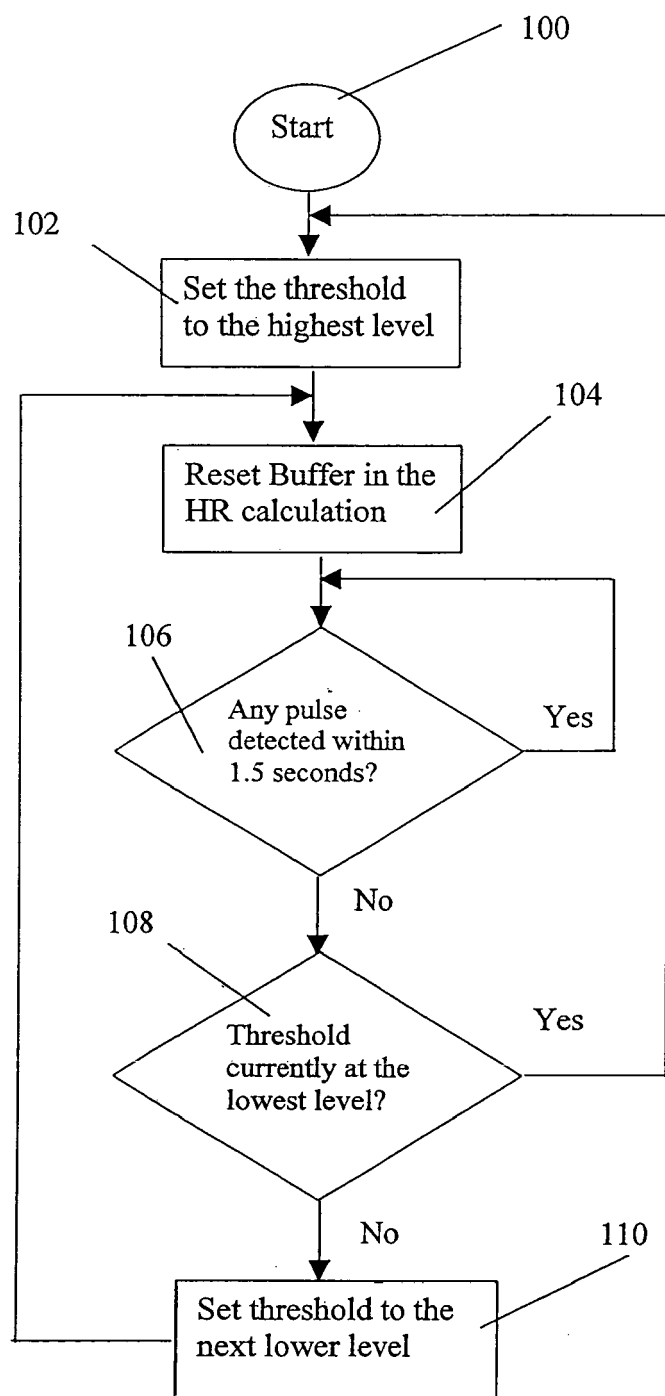 100
Start
102
Set the threshold
to the highest level
104
Reset Buffer in the
HR calculation
106
Any pulse
detected within
1.5 seconds?
Yes
No
108
Threshold
currently at the
lowest level?
Yes
No
110
Set threshold to the
next lower level